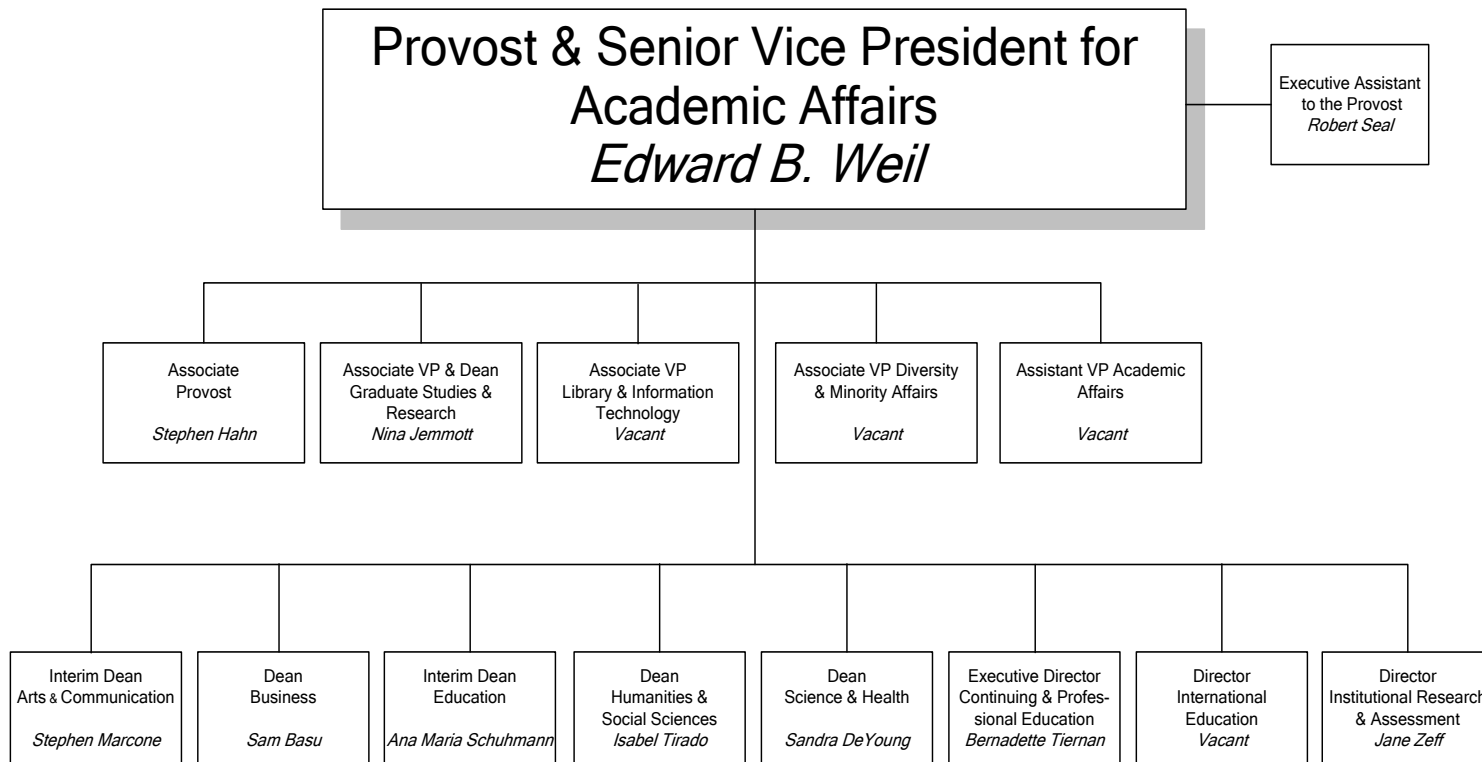 Provost & Senior Vice President for
Academic Affairs
Edward B. Weil
Executive Assistant
to the Provost
Robert Seal
Associate
Provost
Stephen Hahn
Associate VP & Dean
Graduate Studies &
Research
Nina Jemmott
Associate VP
Library & Information
Technology
Vacant
Associate VP Diversity
& Minority Affairs
Vacant
Assistant VP Academic
Affairs
Vacant
Interim Dean
Arts & Communication
Stephen Marcone
Dean
Business
Sam Basu
Interim Dean
Education
Ana Maria Schuhmann
Dean
Humanities &
Social Sciences
Isabel Tirado
Dean
Science &
Health
Sandra DeYoung
Executive Director
Continuing & Profes-
sional Education
Bernadette Tiernan
Director
International
Education
Vacant
Director
Institutional Research
& Assessment
Jane Zeff